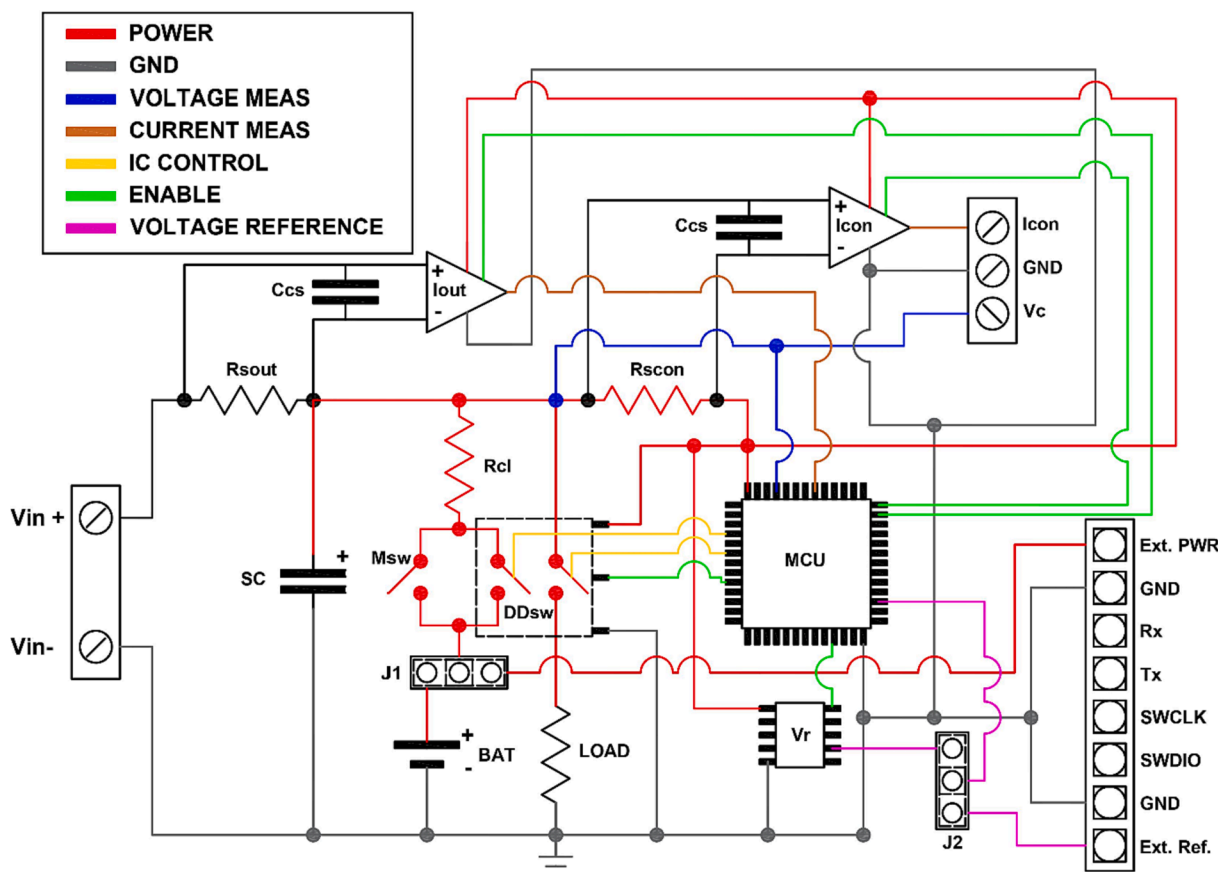 POWER
GND
VOLTAGE MEAS
CURRENT MEAS
IC CONTROL
ENABLE
VOLTAGE REFERENCE
+
Icon
-
Ccs
Icon
GND
Vc
+
Iout
-
Ccs
Rsout
Rscon
Rcl
Vin +
Vin-
SC
+
Msw
DDsw
MCU
J1
+
BAT
-
LOAD
Vr
J2
Ext. PWR
GND
Rx
Tx
SWCLK
SWDIO
GND
Ext. Ref.